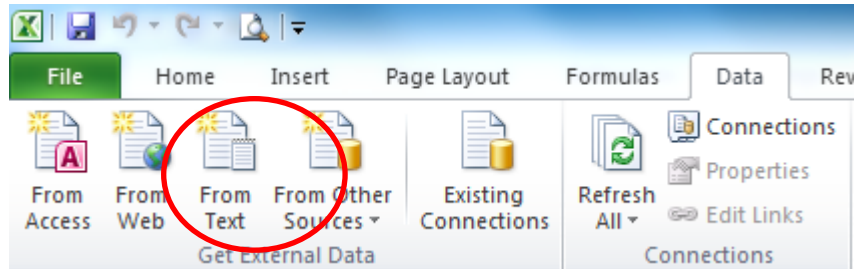 File Home Insert Page Layout Formulas Data Rev
From Access
From Web
From Text
From Other Sources
Existing Connections
Get External Data
Refresh All
Connections
Properties
Edit Links
Connections